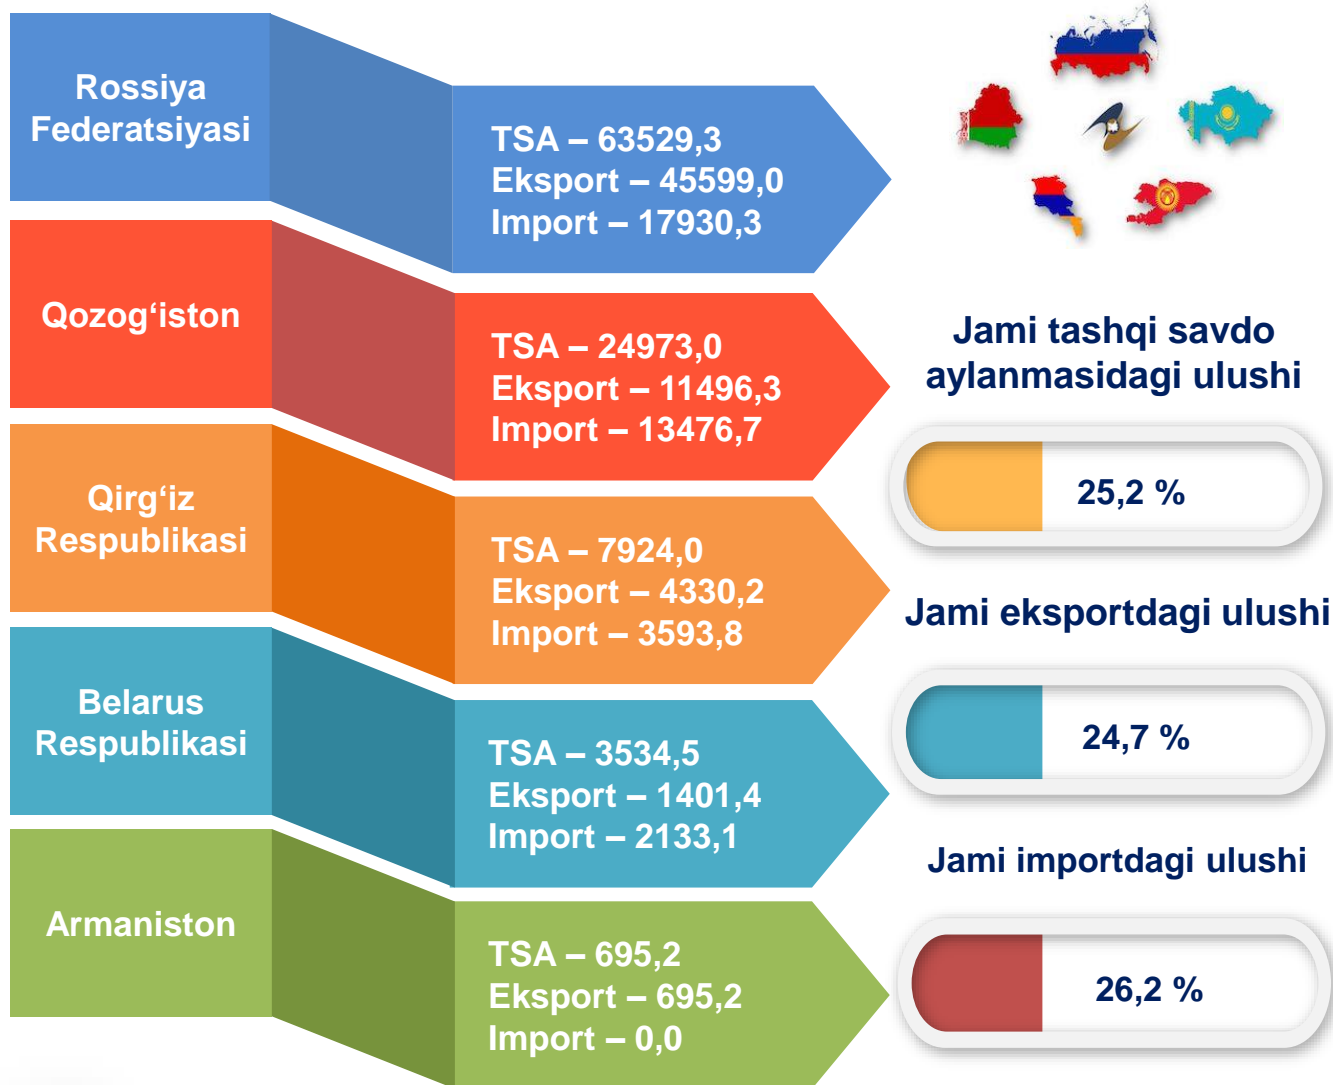 Rossiya
Federatsiyasi
TSA – 63529,3
Eksport – 45599,0
Import – 17930,3
Qozog‘iston
TSA – 24973,0
Eksport – 11496,3
Import – 13476,7
Qirg‘iz
Respublikasi
TSA – 7924,0
Eksport – 4330,2
Import – 3593,8
Belarus
Respublikasi
TSA – 3534,5
Eksport – 1401,4
Import – 2133,1
Armaniston
TSA – 695,2
Eksport – 695,2
Import – 0,0
Jami tashqi savdo
aylanmasidagi ulushi
25,2 %
Jami eksportdagi ulushi
24,7 %
Jami importdagi ulushi
26,2 %